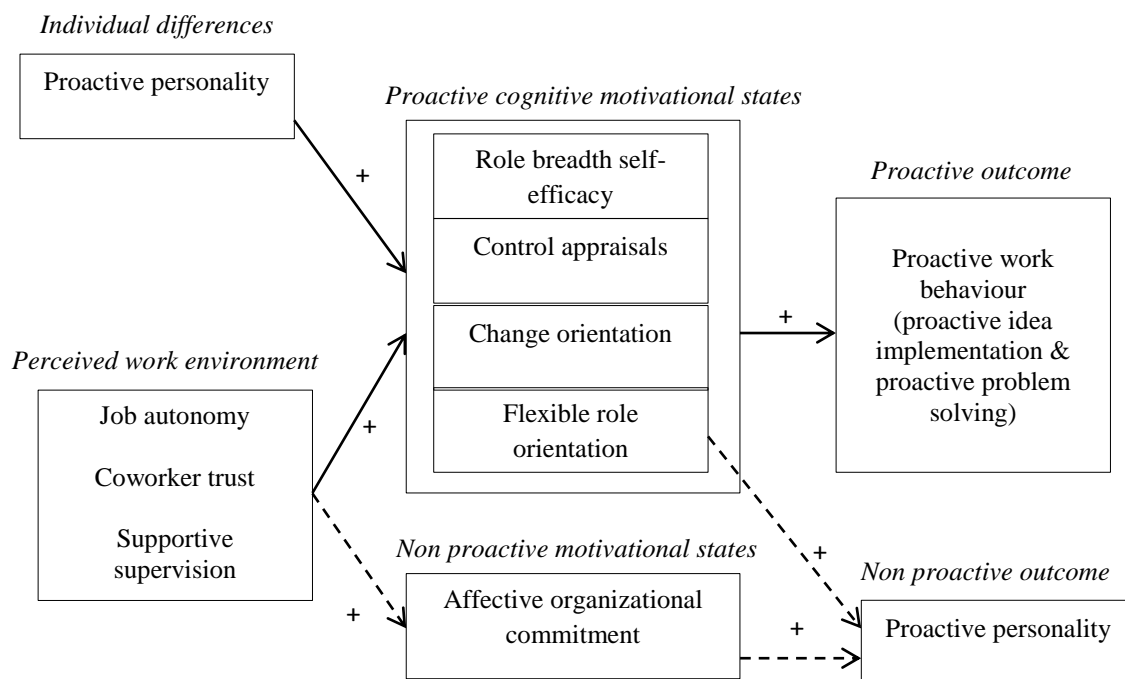 Individual differences
Proactive personality
Proactive cognitive motivational states
+
Role breadth self-
efficacy
Control appraisals
Change orientation
Flexible role
orientation
+
Proactive outcome
Proactive work
behaviour
(proactive idea
implementation &
proactive problem
solving)
Perceived work environment
Job autonomy
Coworker trust
Supportive
supervision
+
+
Non proactive motivational states
Affective organizational
commitment
+
+
Non proactive outcome
Proactive personality